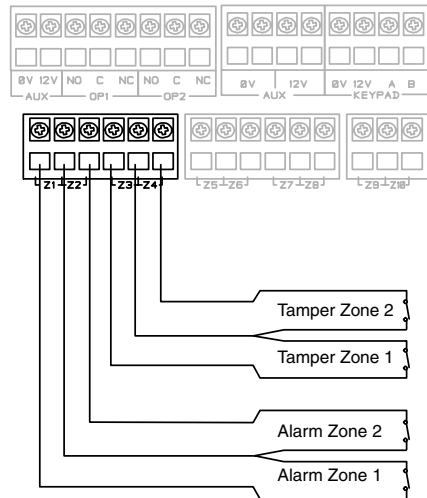 0V 12V NO C NC NO C NC
AUX OP1 OP2
0V 12V
AUX
0V 12V A B
KEYPAD
Z1 Z2 Z3 Z4
Z5 Z6 Z7 Z8
Z9 Z10
Tamper Zone 2
Tamper Zone 1
Alarm Zone 2
Alarm Zone 1